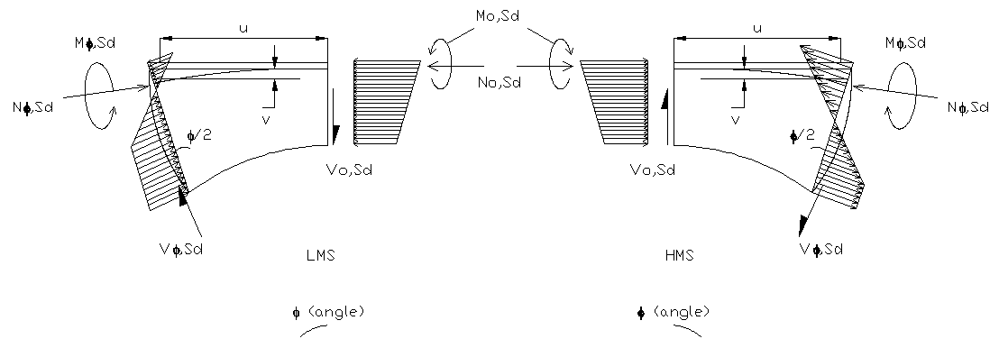 Mo,Sd
u
u
Mϕ,Sd
Mϕ,Sd
No,Sd
Nϕ,Sd
Nϕ,Sd
v
v
ϕ/2
ϕ/2
Vo,Sd
Vo,Sd
Vϕ,Sd
Vϕ,Sd
LMS
HMS
ϕ (angle)
ϕ (angle)